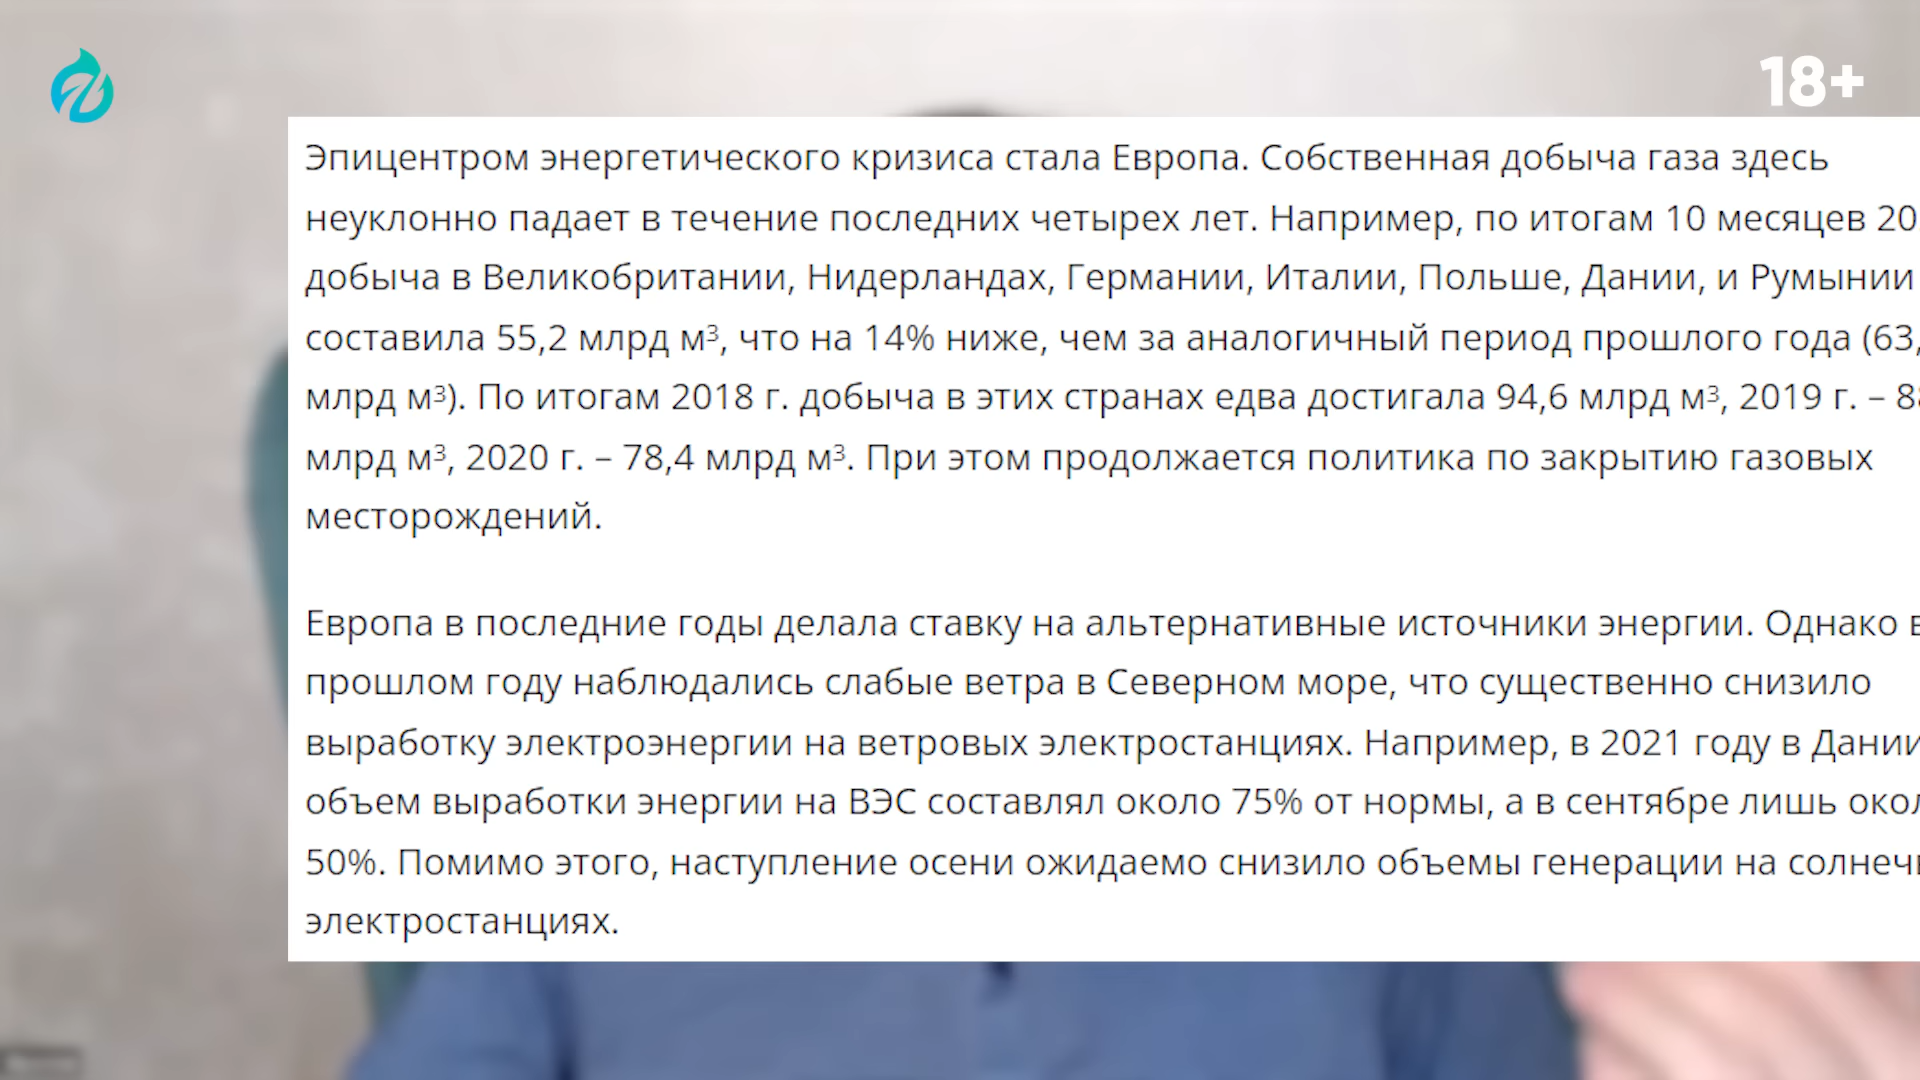 18+
Эпицентром энергетического кризиса стала Европа. Собственная добыча газа здесь
неуклонно падает в течение последних четырех лет. Например, по итогам 10 месяцев
добыча в Великобритании, Нидерландах, Германии, Италии, Польше, Дании, и Румынии
составила 55,2 млрд м³, что на 14% ниже, чем за аналогичный период прошлого года
млрд м³). По итогам 2018 г. добыча в этих странах едва достигала 94,6 млрд м³, 2019 г. –
млрд м³, 2020 г. – 78,4 млрд м³. При этом продолжается политика по закрытию газовых
месторождений.
Европа в последние годы делала ставку на альтернативные источники энергии. Однако в
прошлом году наблюдались слабые ветра в Северном море, что существенно снизило
выработку электроэнергии на ветровых электростанциях. Например, в 2021 году в Дании
объем выработки энергии на ВЭС составлял около 75% от нормы, а в сентябре лишь
50%. Помимо этого, наступление осени ожидаемо снизило объемы генерации на
электростанциях.